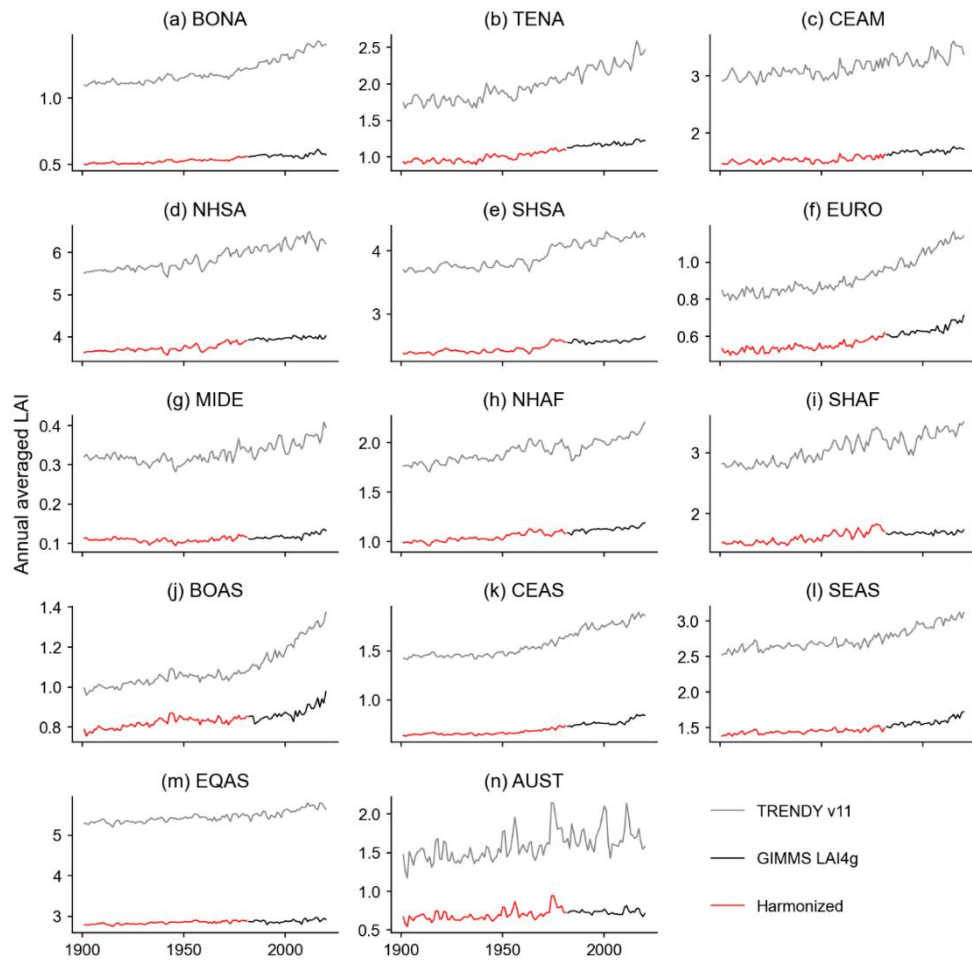 (a) BONA
1.0
0.5
(b) TENA
2.5
2.0
1.5
1.0
(c) CEAM
3
2
(d) NHSA
6
5
4
(e) SHSA
4
3
(f) EURO
1.0
0.8
0.6
Annual averaged LAI
(g) MIDE
0.4
0.3
0.2
0.1
(h) NHAF
2.0
1.5
1.0
(i) SHAF
3
2
(j) BOAS
1.4
1.2
1.0
0.8
(k) CEAS
1.5
1.0
(l) SEAS
3.0
2.5
2.0
1.5
(m) EQAS
5
4
3
1900 1950 2000
(n) AUST
2.0
1.5
1.0
0.5
1900 1950 2000
TRENDY v11
GIMMS LAI4g
Harmonized